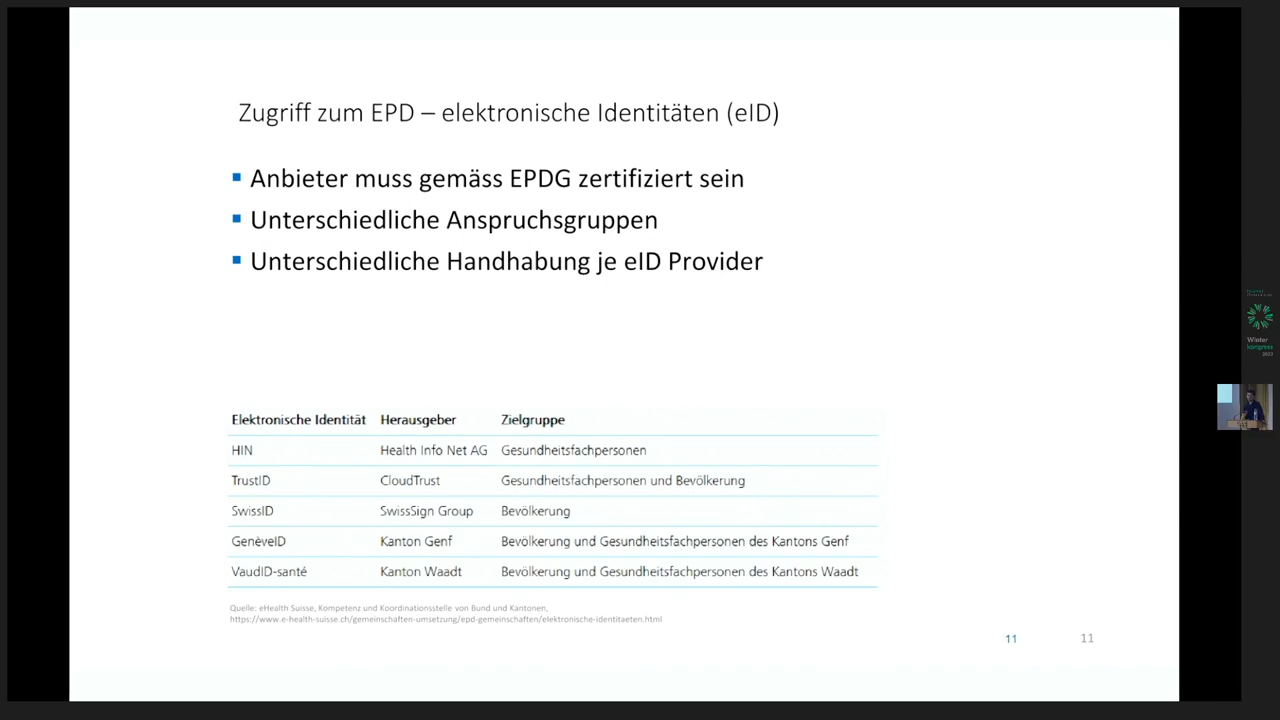 Zugriff zum EPD – elektronische Identitäten (eID)
▪ Anbieter muss gemäss EPDG zertifiziert sein
▪ Unterschiedliche Anspruchsgruppen
▪ Unterschiedliche Handhabung je eID Provider
Elektronische Identität Herausgeber Zielgruppe
HIN Health Info Net AG Gesundheitsfachpersonen
TrustID CloudTrust Gesundheitsfachpersonen und Bevölkerung
SwissID SwissSign Group Bevölkerung
GenèveID Kanton Genf Bevölkerung und Gesundheitsfachpersonen des Kantons Genf
VaudID-santé Kanton Waadt Bevölkerung und Gesundheitsfachpersonen des Kantons Waadt
Quelle: eHealth Suisse, Kompetenz und Koordinationsstelle von Bund und Kantonen,
https://www.e-health-suisse.ch/gemeinschaften-umsetzung/epd-gemeinschaften/elektronische-identitaeten.html
11 11
Winter
kongress
2023